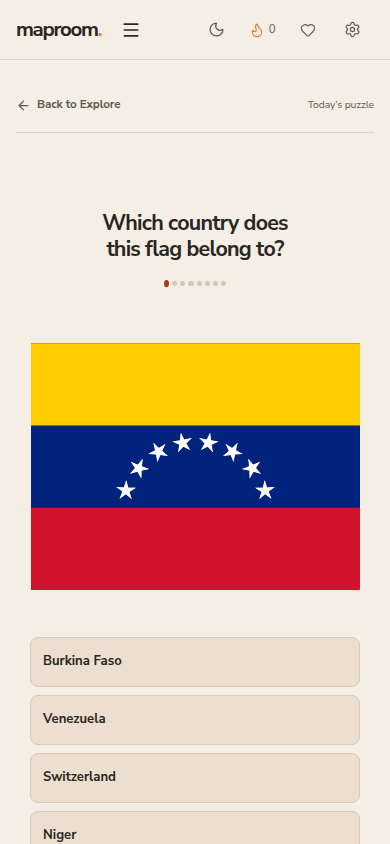 maproom.
0
Back to Explore
Today's puzzle
Which country does
this flag belong to?
Burkina Faso
Venezuela
Switzerland
Niger